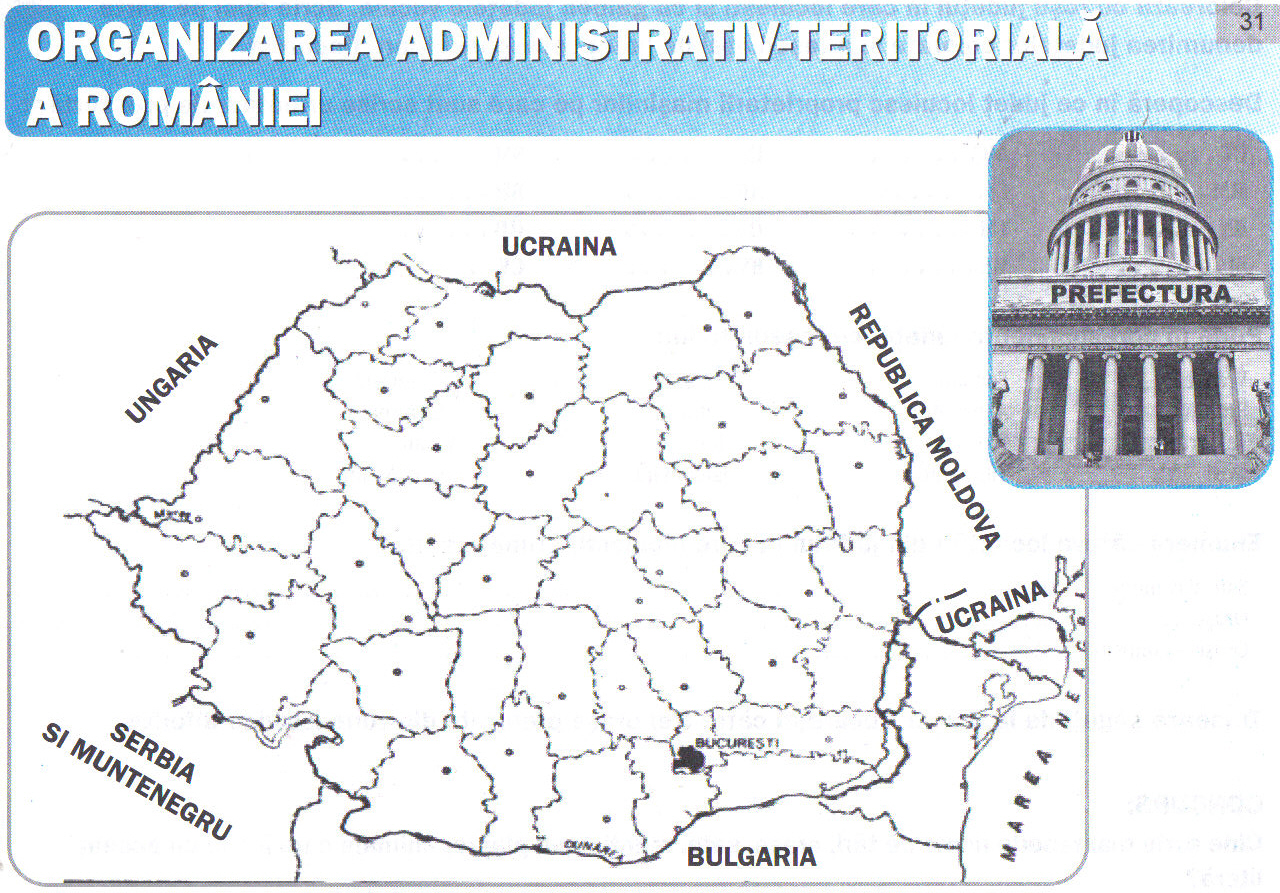 31
ORGANIZAREA ADMINISTRATIV-TERITORIALĂ
A ROMÂNIEI
PREFECTURA
UCRAINA
UNGARIA
REPUBLICA MOLDOVA
UCRAINA
MAREA NEAGRĂ
SERBIA
SI MUNTENEGRU
BUCUREȘTI
DUNĂREA
BULGARIA